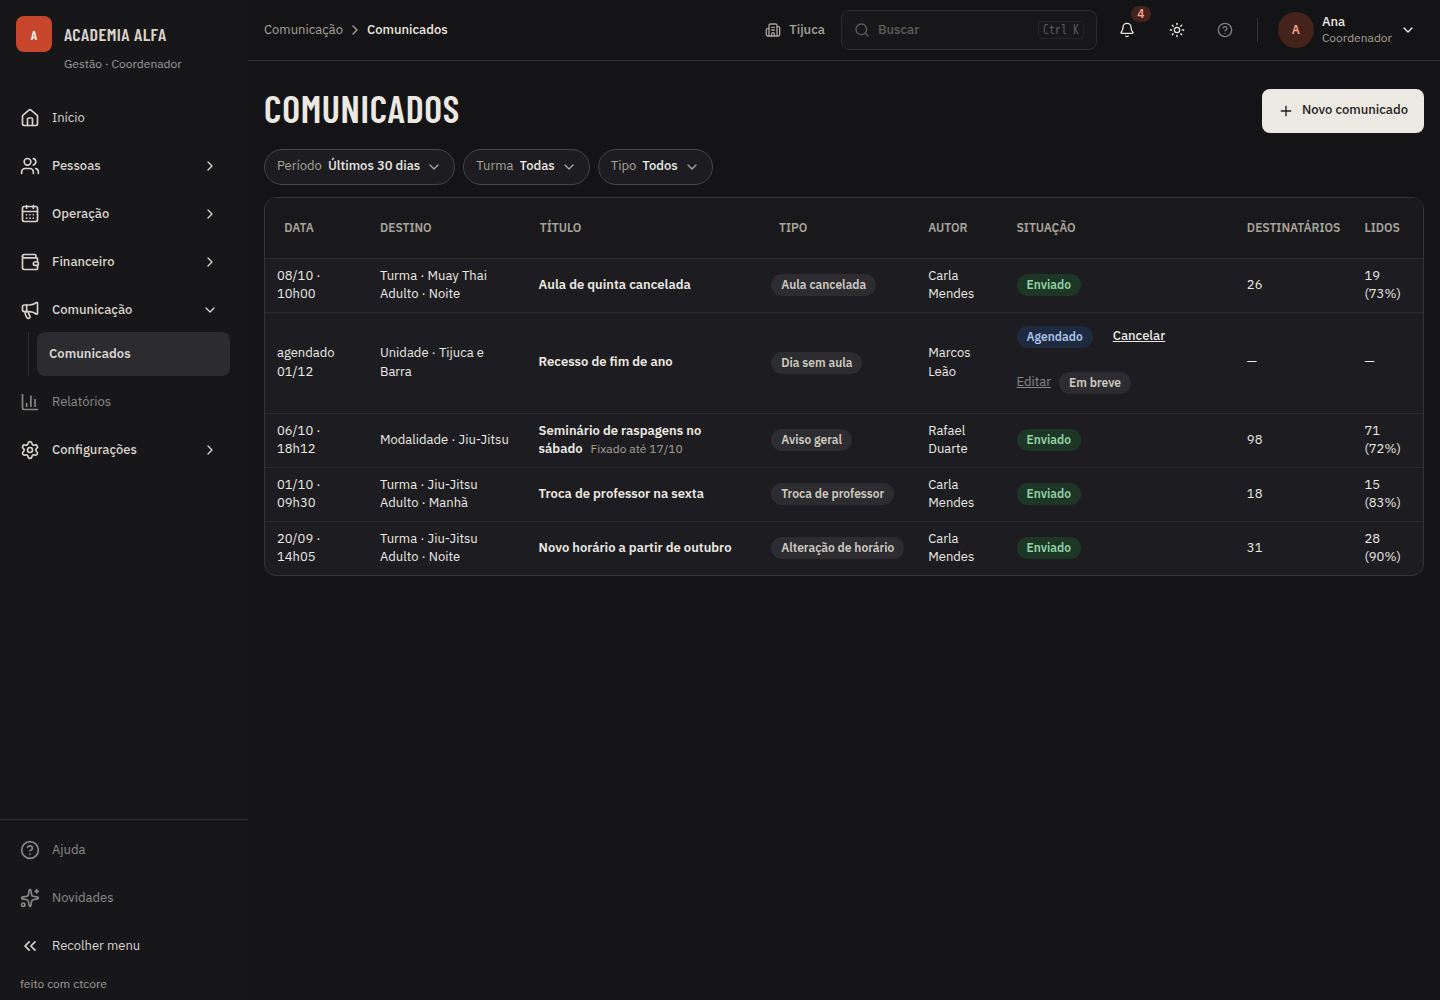 A
ACADEMIA ALFA
Gestão · Coordenador
Início
Pessoas
Operação
Financeiro
Comunicação
Comunicados
Relatórios
Configurações
Ajuda
Novidades
Recolher menu
feito com ctcore
Comunicação
Comunicados
Tijuca
Buscar
Ctrl K
4
A
Ana
Coordenador
COMUNICADOS
Novo comunicado
Período Últimos 30 dias
Turma Todas
Tipo Todos
DATA DESTINO TÍTULO TIPO AUTOR SITUAÇÃO DESTINATÁRIOS LIDOS
08/10 ·
10h00
Turma · Muay Thai
Adulto · Noite
Aula de quinta cancelada
Aula cancelada
Carla
Mendes
Enviado
26
19
(73%)
agendado
01/12
Unidade · Tijuca e
Barra
Recesso de fim de ano
Dia sem aula
Marcos
Leão
Agendado Cancelar
Editar Em breve
—
—
06/10 ·
18h12
Modalidade · Jiu-Jitsu
Seminário de raspagens no
sábado Fixado até 17/10
Aviso geral
Rafael
Duarte
Enviado
98
71
(72%)
01/10 ·
09h30
Turma · Jiu-Jitsu
Adulto · Manhã
Troca de professor na sexta
Troca de professor
Carla
Mendes
Enviado
18
15
(83%)
20/09 ·
14h05
Turma · Jiu-Jitsu
Adulto · Noite
Novo horário a partir de outubro
Alteração de horário
Carla
Mendes
Enviado
31
28
(90%)